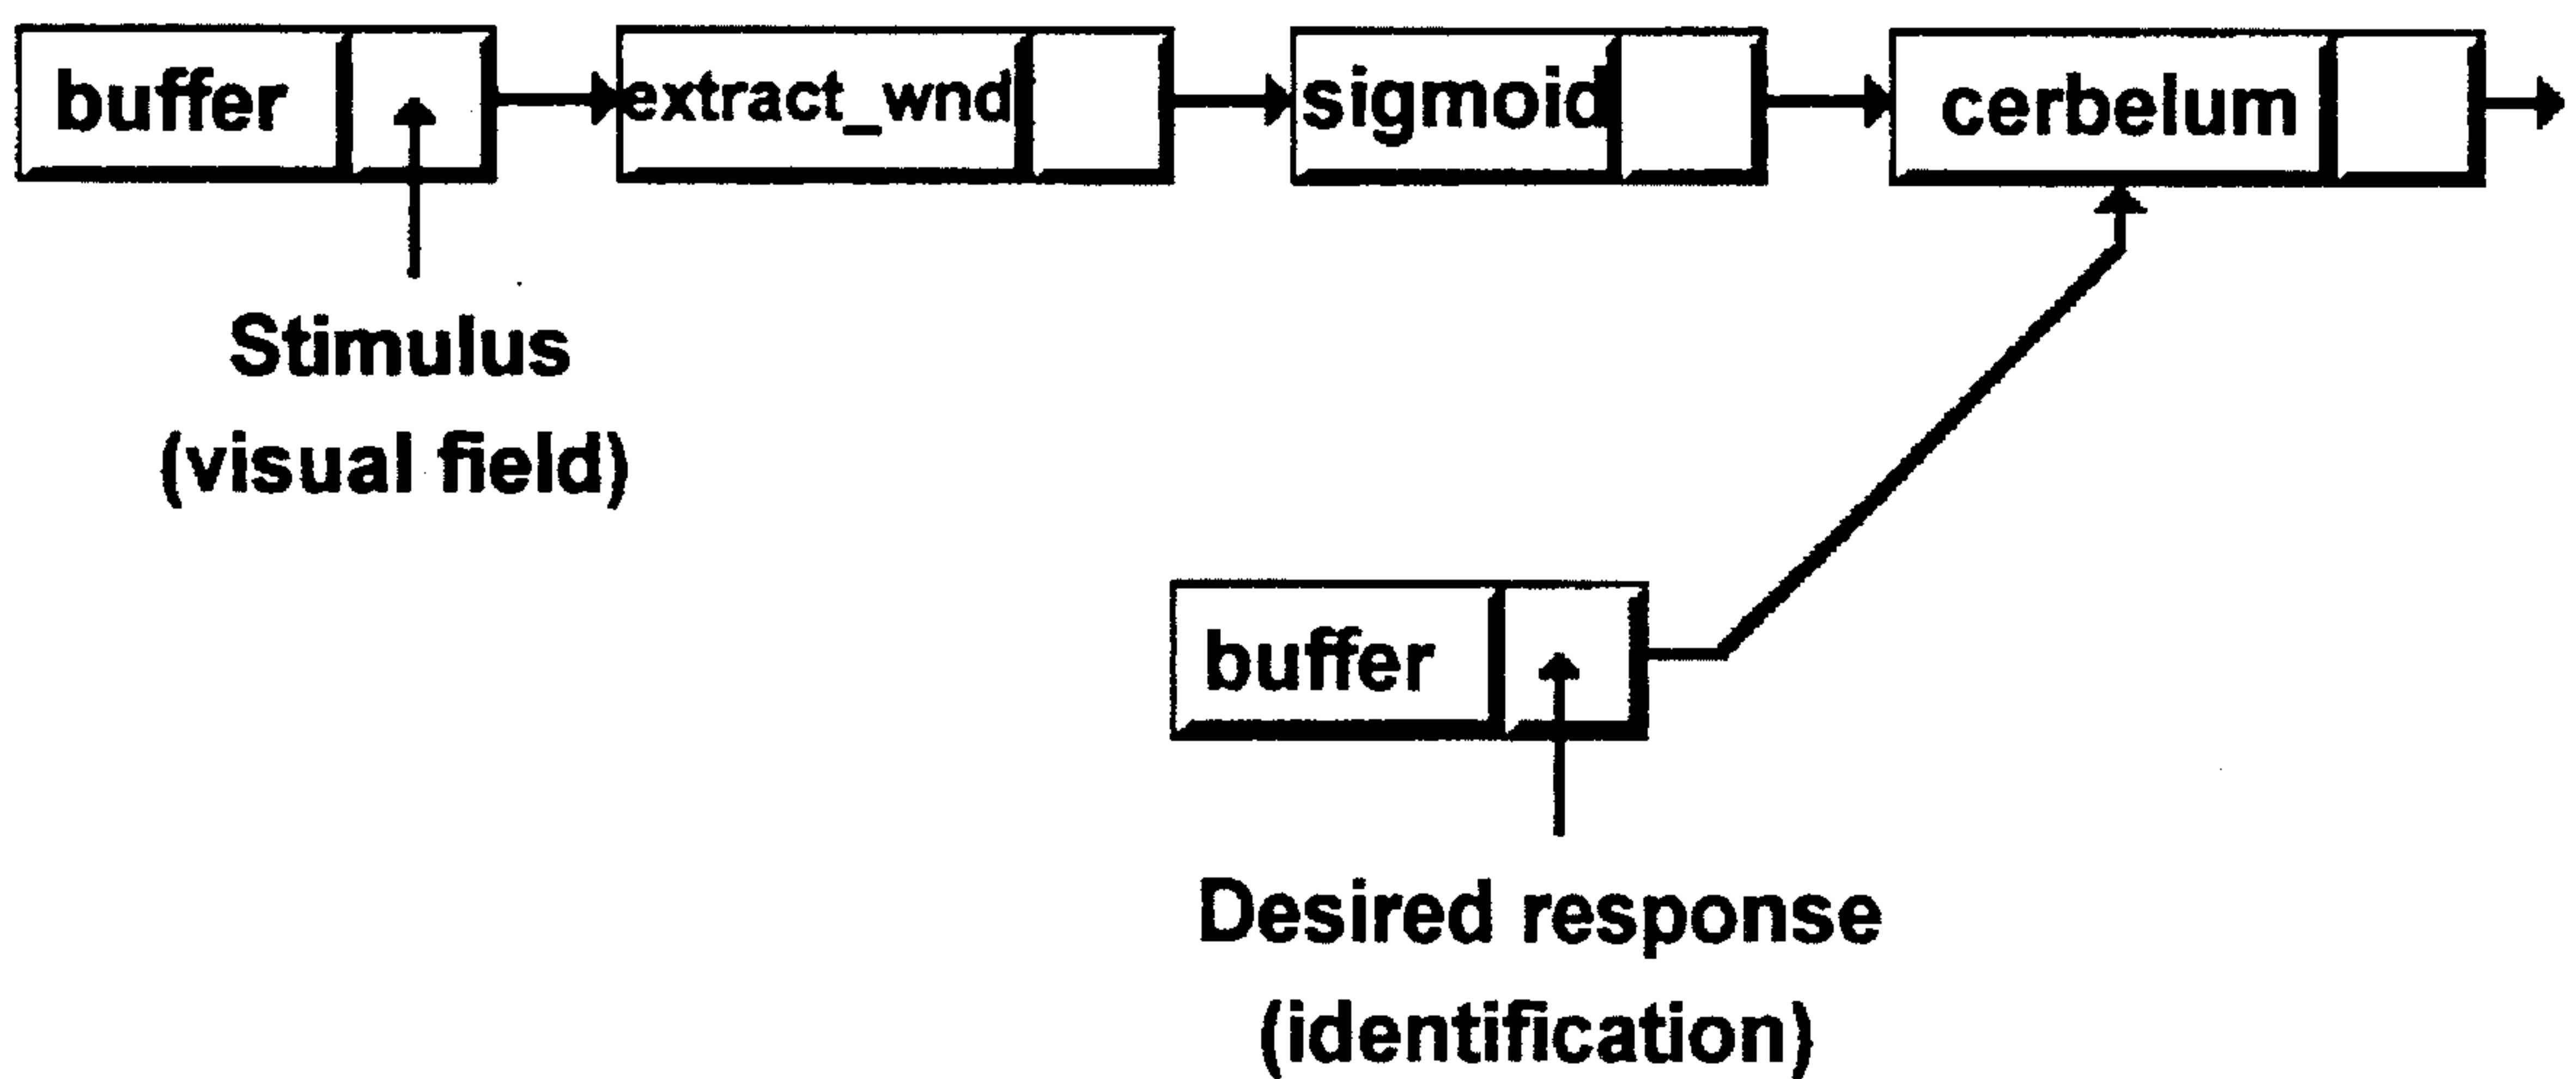 buffer
extract_wnd
sigmoid
cerbelum
Stimulus
(visual field)
buffer
Desired response
(identification)